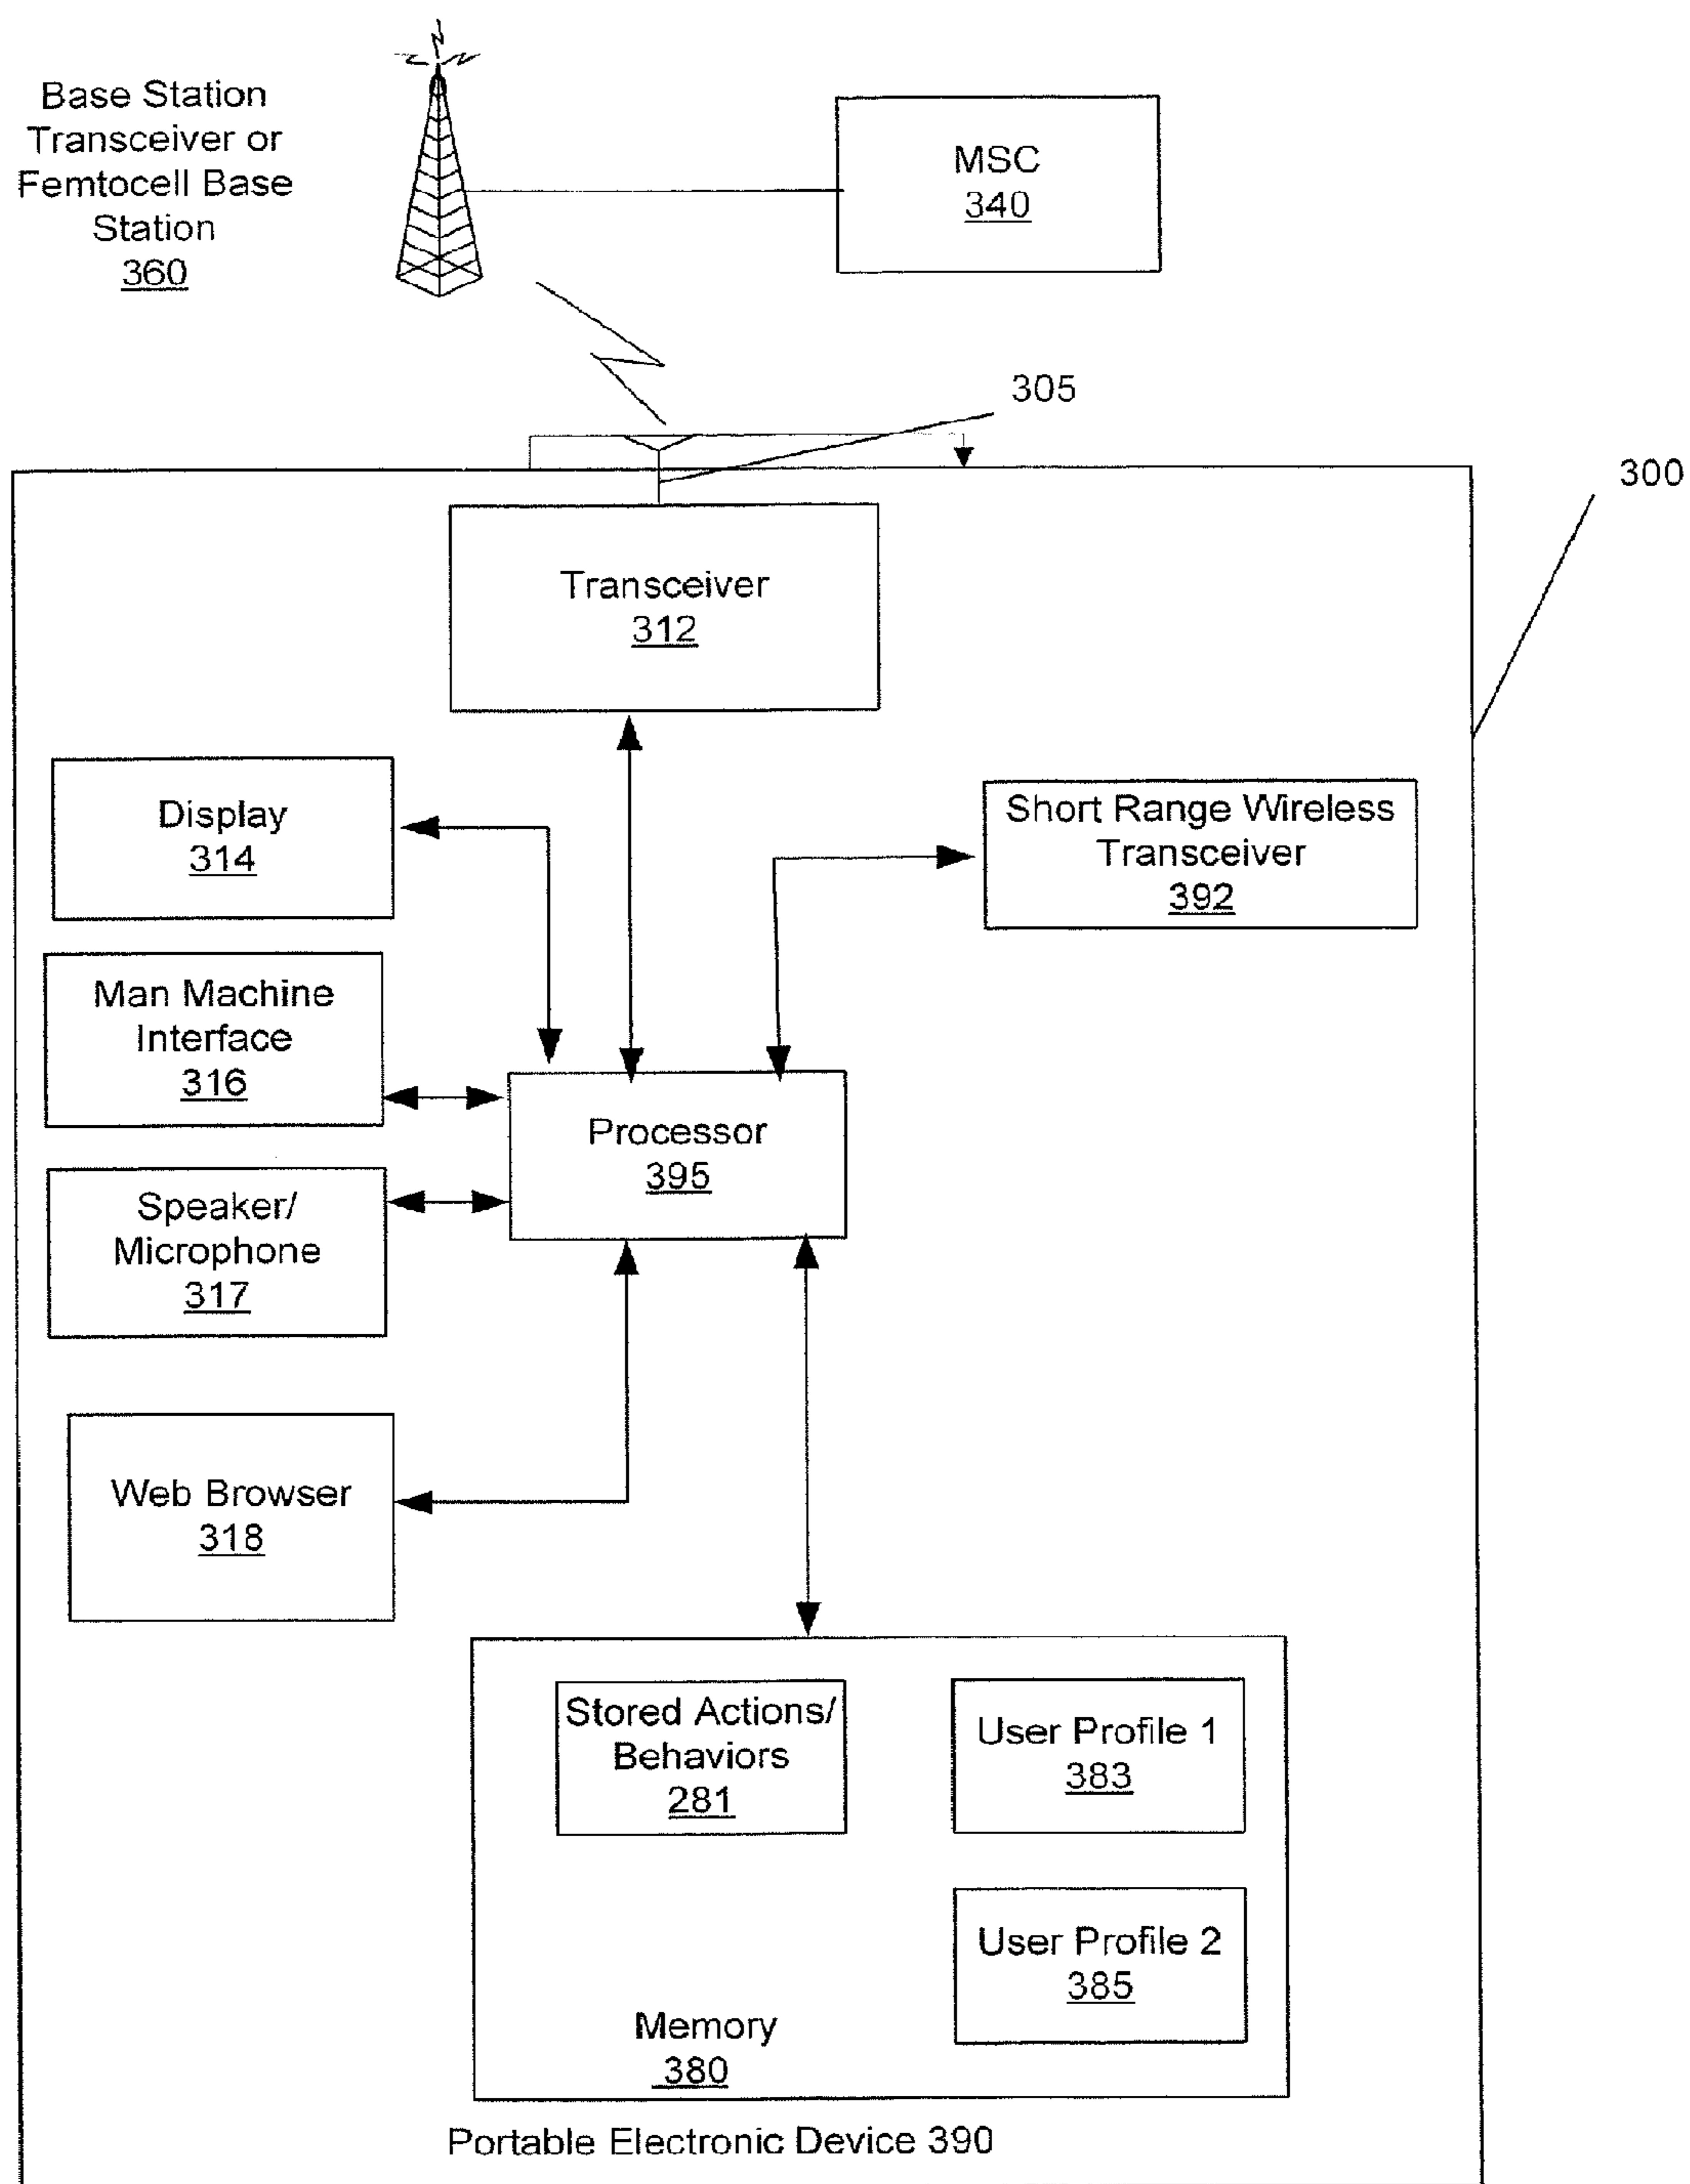 Base Station
Transceiver or
Femtocell Base
Station
360
MSC
340
305
300
Transceiver
312
Display
314
Short Range Wireless
Transceiver
392
Man Machine
Interface
316
Processor
395
Speaker/
Microphone
317
Web Browser
318
Stored Actions/
Behaviors
281
User Profile 1
383
User Profile 2
385
Memory
380
Portable Electronic Device 390